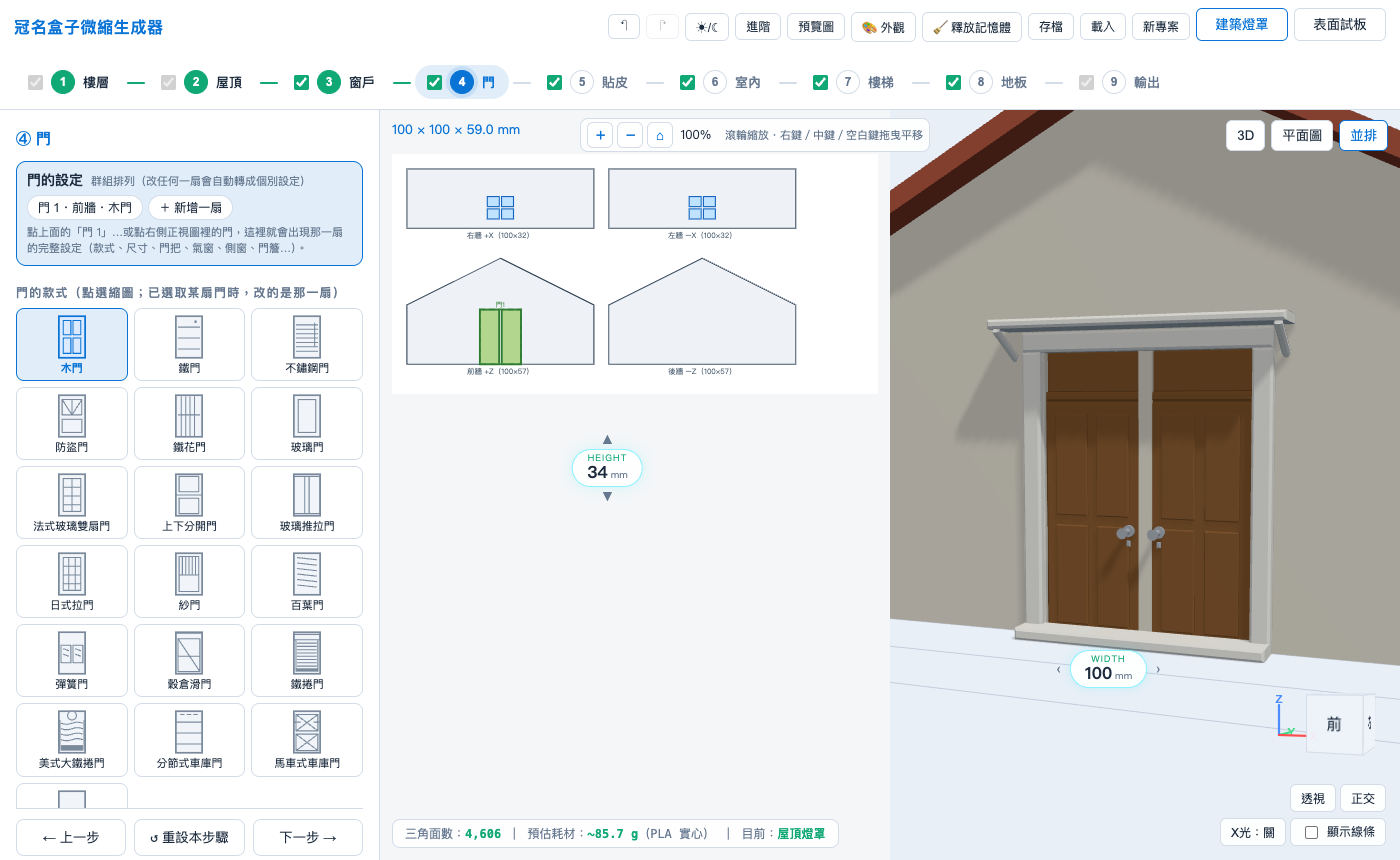 冠名盒子微縮生成器
☀/☾
進階
預覽圖
🎨 外觀
🧹 釋放記憶體
存檔
載入
新專案
建築燈罩
表面試板
1 樓層
2 屋頂
3 窗戶
4 門
5 貼皮
6 室內
7 樓梯
8 地板
9 輸出
④ 門
門的設定 群組排列（改任何一扇會自動轉成個別設定）
門 1・前牆・木門
＋ 新增一扇
點上面的「門 1」…或點右側正視圖裡的門，這裡就會出現那一扇
的完整設定（款式、尺寸、門把、氣窗、側窗、門簷…）。
門的款式（點選縮圖；已選取某扇門時，改的是那一扇）
木門
鐵門
不鏽鋼門
防盜門
鐵花門
玻璃門
法式玻璃雙扇門
上下分開門
玻璃推拉門
日式拉門
紗門
百葉門
彈簧門
穀倉滑門
鐵捲門
美式大鐵捲門
分節式車庫門
馬車式車庫門
← 上一步
↺ 重設本步驟
下一步 →
100 × 100 × 59.0 mm
+
−
⌂
100%
滾輪縮放・右鍵 / 中鍵 / 空白鍵拖曳平移
右牆 +X（100×32）
左牆 −X（100×32）
門1
前牆 +Z（100×57）
後牆 −Z（100×57）
▲
HEIGHT
34 mm
▼
三角面數：4,606 ｜ 預估耗材：~85.7 g（PLA 實心） ｜ 目前：屋頂燈罩
3D
平面圖
並排
‹
WIDTH
100 mm
›
Z
Y
前
透視
正交
X光：關
顯示線條